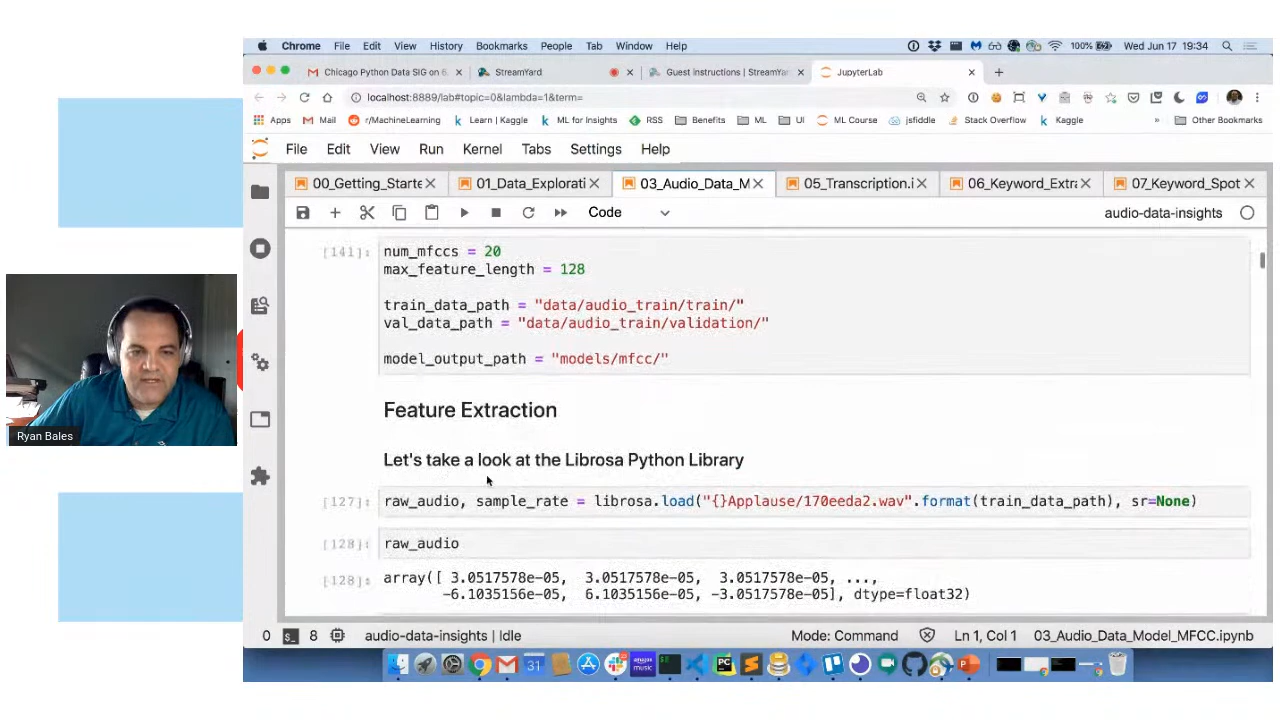 Chrome File Edit View History Bookmarks People Tab Window Help 100% Wed Jun 17 19:34
Chicago Python Data SIG on 6. StreamYard Guest Instructions | StreamYar JupyterLab
localhost:8889/lab#topic=0&lambda=1&term=
Apps Mail r/MachineLearning Learn | Kaggle ML for Insights RSS Benefits ML UI ML Course jsfiddle Stack Overflow Kaggle » Other Bookmarks
File Edit View Run Kernel Tabs Settings Help
00_Getting_Starte 01_Data_Explorati 03_Audio_Data_M 05_Transcription.i 06_Keyword_Extra 07_Keyword_Spot
Code audio-data-insights
[141]: num_mfccs = 20
max_feature_length = 128
train_data_path = "data/audio_train/train/"
val_data_path = "data/audio_train/validation/"
model_output_path = "models/mfcc/"
Feature Extraction
Let's take a look at the Librosa Python Library
[127]: raw_audio, sample_rate = librosa.load("{}Applause/170eeda2.wav".format(train_data_path), sr=None)
[128]: raw_audio
[128]: array([ 3.0517578e-05, 3.0517578e-05, 3.0517578e-05, ...,
-6.1035156e-05, 6.1035156e-05, -3.0517578e-05], dtype=float32)
Ryan Bales
0 8 audio-data-insights | Idle Mode: Command Ln 1, Col 1 03_Audio_Data_Model_MFCC.ipynb
31 amazon music PC